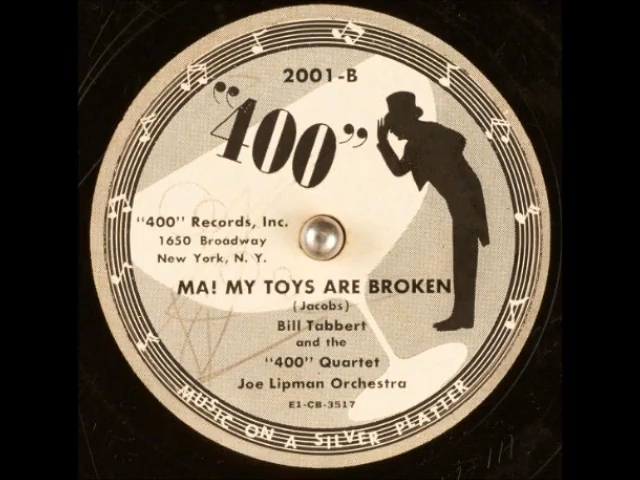 2001-B
"400"
"400" Records, Inc.
1650 Broadway
New York, N. Y.
MA! MY TOYS ARE BROKEN
(Jacobs)
Bill Tabbert
and the
"400" Quartet
Joe Lipman Orchestra
E1-CB-3517
MUSIC ON A SILVER PLATTER